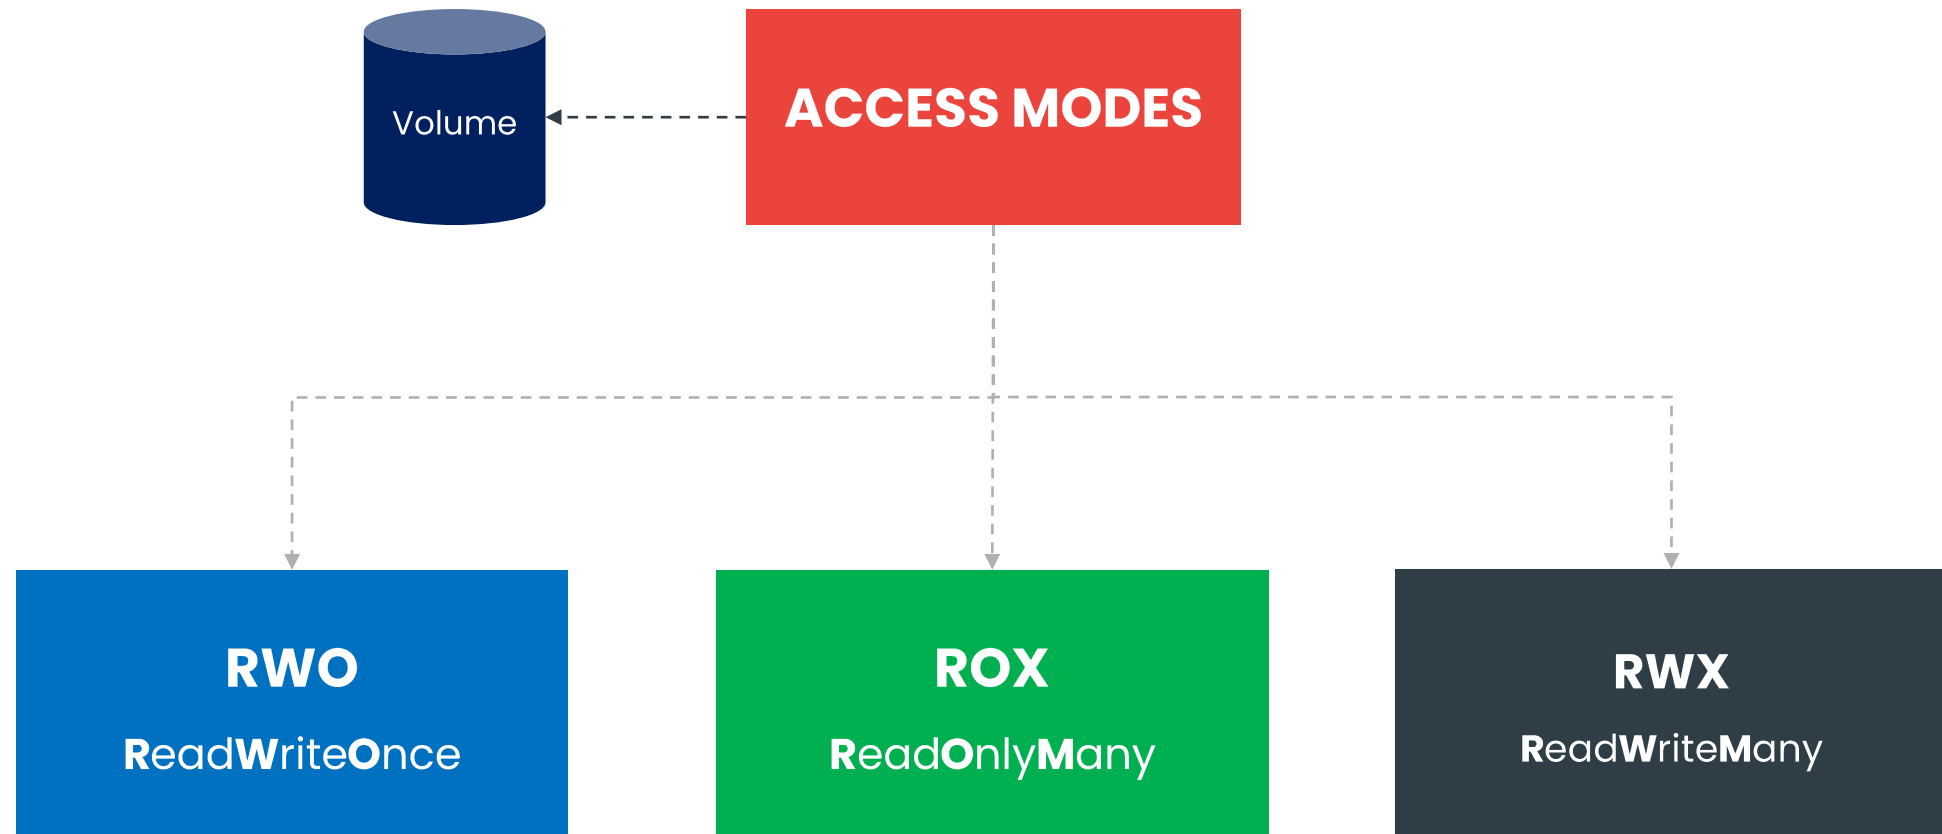 Volume
ACCESS MODES
RWO
ReadWriteOnce
ROX
ReadOnlyMany
RWX
ReadWriteMany